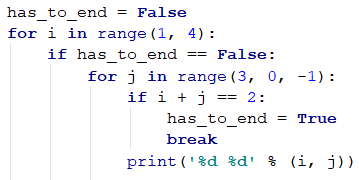 has_to_end = False
for i in range(1, 4):
    if has_to_end == False:
        for j in range(3, 0, -1):
            if i + j == 2:
                has_to_end = True
                break
            print('%d %d' % (i, j))